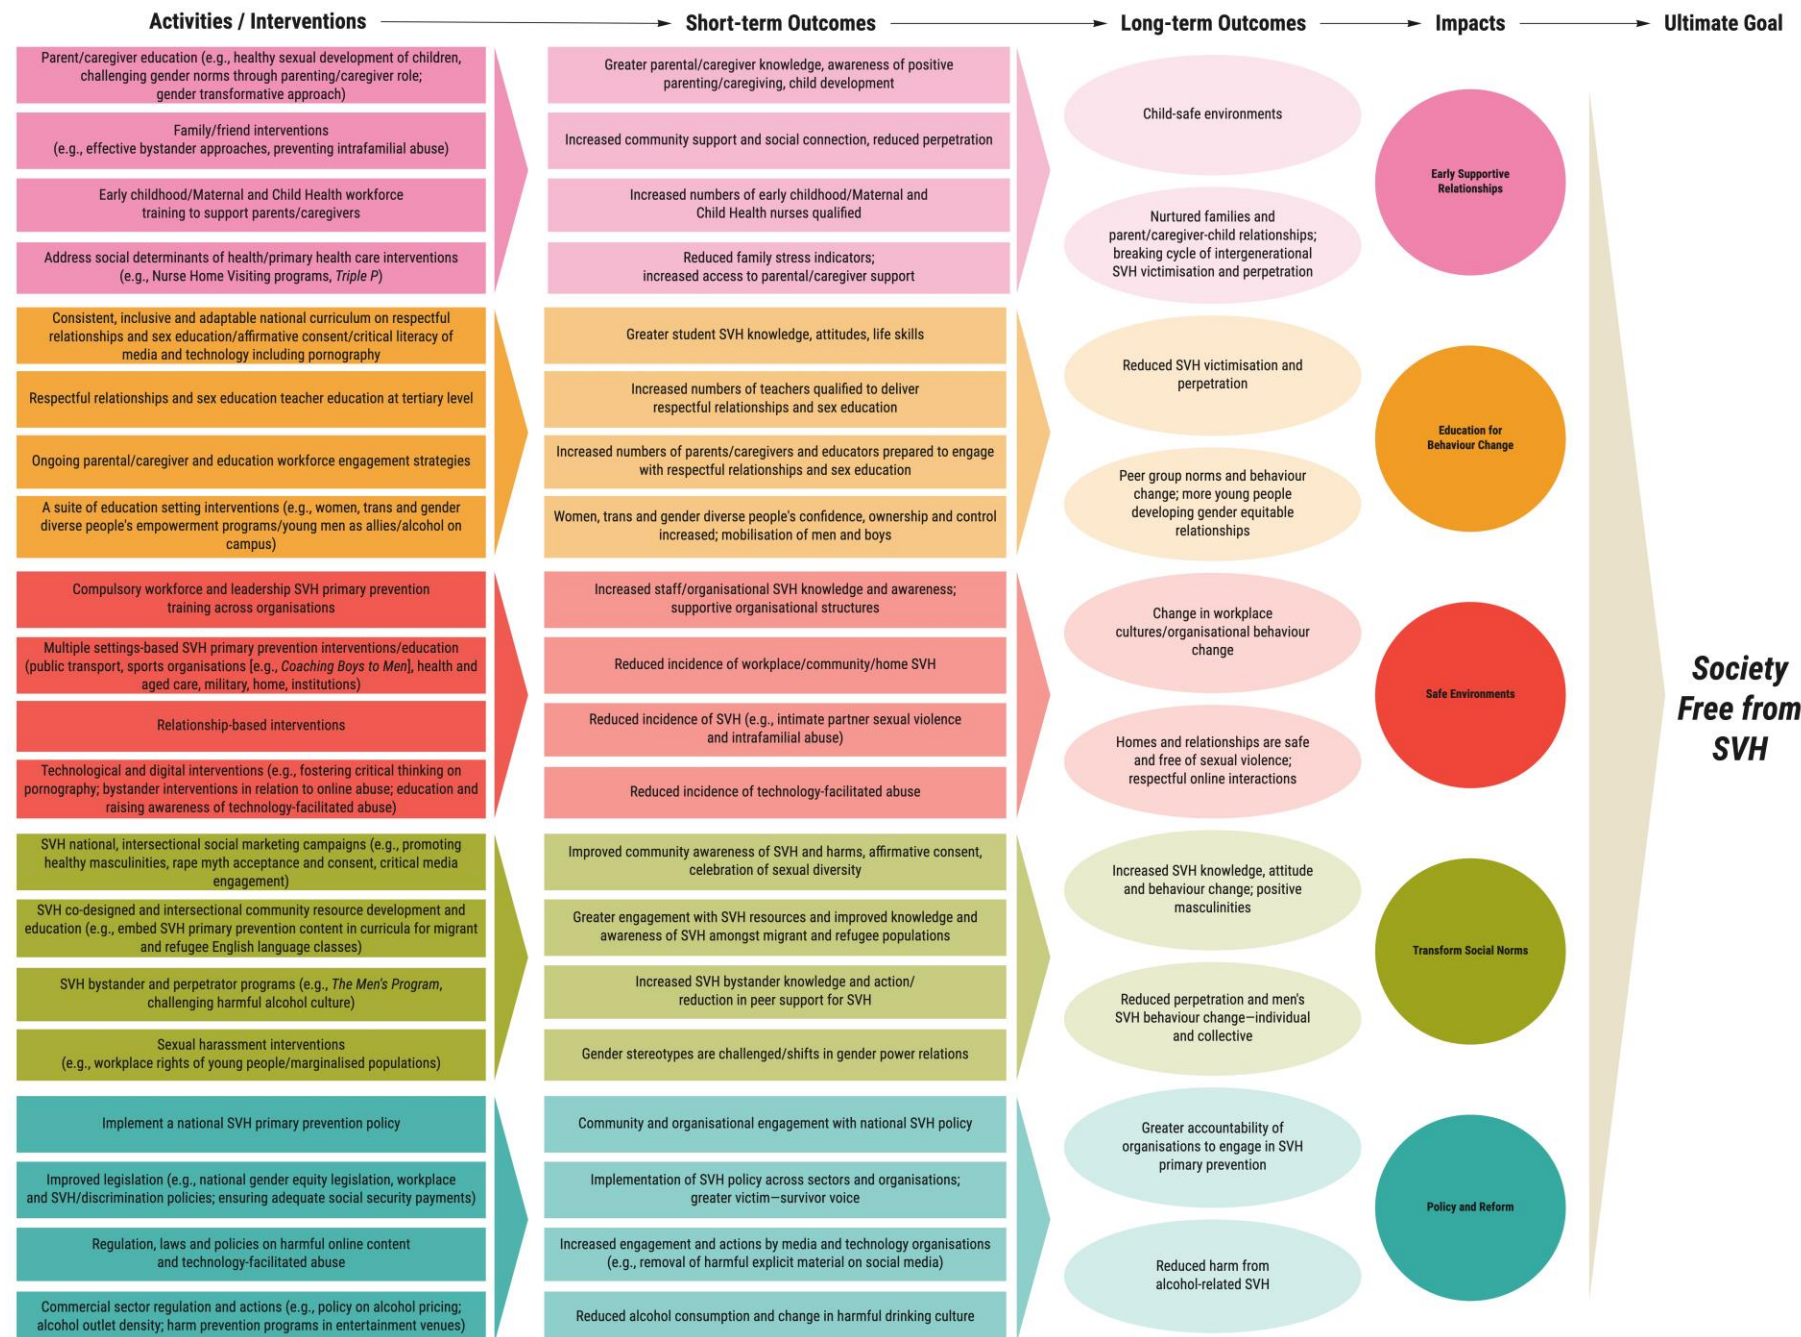 Activities / Interventions
Short-term Outcomes
Long-term Outcomes
Impacts
Ultimate Goal
Parent/caregiver education (e.g., healthy sexual development of children,
challenging gender norms through parenting/caregiver role;
gender transformative approach)
Family/friend interventions
(e.g., effective bystander approaches, preventing intrafamilial abuse)
Early childhood/Maternal and Child Health workforce
training to support parents/caregivers
Address social determinants of health/primary health care interventions
(e.g., Nurse Home Visiting programs, Triple P)
Greater parental/caregiver knowledge, awareness of positive
parenting/caregiving, child development
Increased community support and social connection, reduced perpetration
Increased numbers of early childhood/Maternal and
Child Health nurses qualified
Reduced family stress indicators;
increased access to parental/caregiver support
Child-safe environments
Nurtured families and
parent/caregiver-child relationships;
breaking cycle of intergenerational
SVH victimisation and perpetration
Early Supportive
Relationships
Consistent, inclusive and adaptable national curriculum on respectful
relationships and sex education/affirmative consent/critical literacy of
media and technology including pornography
Respectful relationships and sex education teacher education at tertiary level
Ongoing parental/caregiver and education workforce engagement strategies
A suite of education setting interventions (e.g., women, trans and gender
diverse people's empowerment programs/young men as allies/alcohol on
campus)
Greater student SVH knowledge, attitudes, life skills
Increased numbers of teachers qualified to deliver
respectful relationships and sex education
Increased numbers of parents/caregivers and educators prepared to engage
with respectful relationships and sex education
Women, trans and gender diverse people's confidence, ownership and control
increased; mobilisation of men and boys
Reduced SVH victimisation and
perpetration
Peer group norms and behaviour
change; more young people
developing gender equitable
relationships
Education for
Behaviour Change
Compulsory workforce and leadership SVH primary prevention
training across organisations
Multiple settings-based SVH primary prevention interventions/education
(public transport, sports organisations [e.g., Coaching Boys to Men], health and
aged care, military, home, institutions)
Relationship-based interventions
Technological and digital interventions (e.g., fostering critical thinking on
pornography; bystander interventions in relation to online abuse; education and
raising awareness of technology-facilitated abuse)
Increased staff/organisational SVH knowledge and awareness;
supportive organisational structures
Reduced incidence of workplace/community/home SVH
Reduced incidence of SVH (e.g., intimate partner sexual violence
and intrafamilial abuse)
Reduced incidence of technology-facilitated abuse
Change in workplace
cultures/organisational behaviour
change
Homes and relationships are safe
and free of sexual violence;
respectful online interactions
Safe Environments
SVH national, intersectional social marketing campaigns (e.g., promoting
healthy masculinities, rape myth acceptance and consent, critical media
engagement)
SVH co-designed and intersectional community resource development and
education (e.g., embed SVH primary prevention content in curricula for migrant
and refugee English language classes)
SVH bystander and perpetrator programs (e.g., The Men's Program,
challenging harmful alcohol culture)
Sexual harassment interventions
(e.g., workplace rights of young people/marginalised populations)
Improved community awareness of SVH and harms, affirmative consent,
celebration of sexual diversity
Greater engagement with SVH resources and improved knowledge and
awareness of SVH amongst migrant and refugee populations
Increased SVH bystander knowledge and action/
reduction in peer support for SVH
Gender stereotypes are challenged/shifts in gender power relations
Increased SVH knowledge, attitude
and behaviour change; positive
masculinities
Reduced perpetration and men's
SVH behaviour change—individual
and collective
Transform Social Norms
Implement a national SVH primary prevention policy
Improved legislation (e.g., national gender equity legislation, workplace
and SVH/discrimination policies; ensuring adequate social security payments)
Regulation, laws and policies on harmful online content
and technology-facilitated abuse
Commercial sector regulation and actions (e.g., policy on alcohol pricing;
alcohol outlet density; harm prevention programs in entertainment venues)
Community and organisational engagement with national SVH policy
Implementation of SVH policy across sectors and organisations;
greater victim—survivor voice
Increased engagement and actions by media and technology organisations
(e.g., removal of harmful explicit material on social media)
Reduced alcohol consumption and change in harmful drinking culture
Greater accountability of
organisations to engage in SVH
primary prevention
Reduced harm from
alcohol-related SVH
Policy and Reform
Society
Free from
SVH